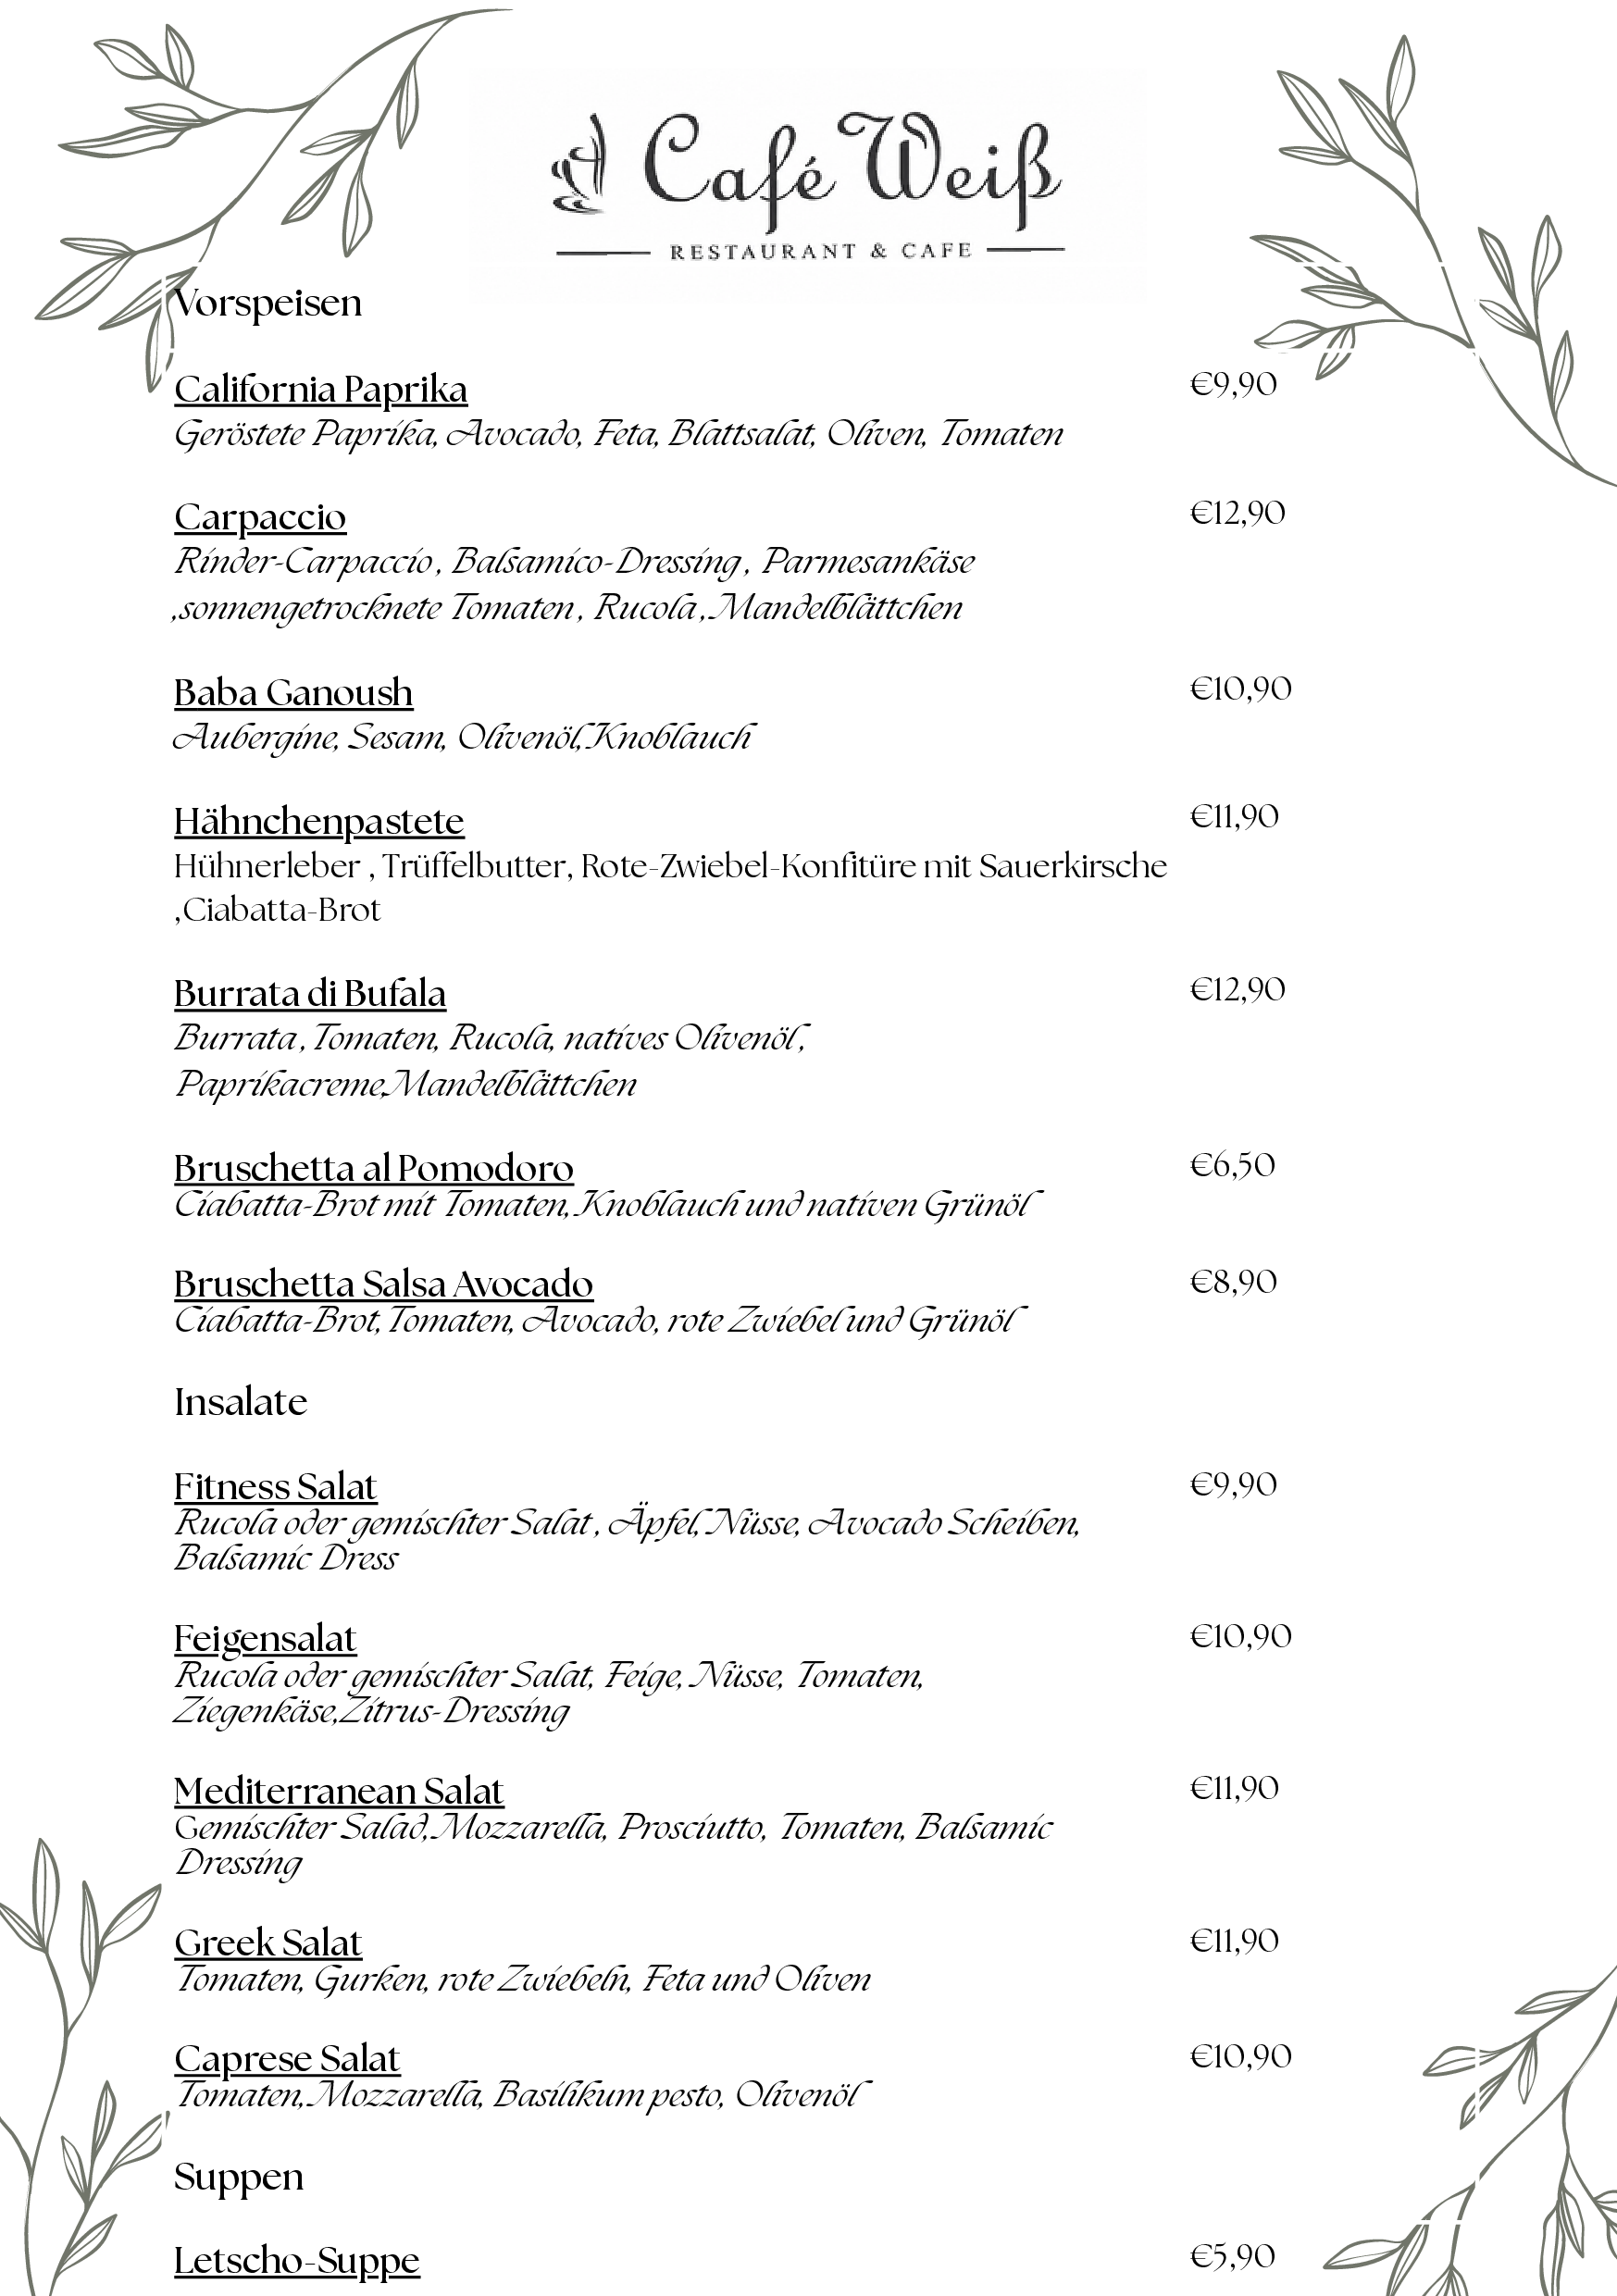 Café Weiß
RESTAURANT & CAFE
Vorspeisen
California Paprika €9,90
Geröstete Paprika, Avocado, Feta, Blattsalat, Oliven, Tomaten
Carpaccio €12,90
Rinder-Carpaccio , Balsamico-Dressing , Parmesankäse
,sonnengetrocknete Tomaten , Rucola ,Mandelblättchen
Baba Ganoush €10,90
Aubergine, Sesam, Olivenöl,Knoblauch
Hähnchenpastete €11,90
Hühnerleber , Trüffelbutter, Rote-Zwiebel-Konfitüre mit Sauerkirsche
,Ciabatta-Brot
Burrata di Bufala €12,90
Burrata ,Tomaten, Rucola, natives Olivenöl ,
Paprikacreme,Mandelblättchen
Bruschetta al Pomodoro €6,50
Ciabatta-Brot mit Tomaten, Knoblauch und nativen Grünöl
Bruschetta Salsa Avocado €8,90
Ciabatta-Brot, Tomaten, Avocado, rote Zwiebel und Grünöl
Insalate
Fitness Salat €9,90
Rucola oder gemischter Salat , Äpfel, Nüsse, Avocado Scheiben,
Balsamic Dress
Feigensalat €10,90
Rucola oder gemischter Salat, Feige, Nüsse, Tomaten,
Ziegenkäse,Zitrus-Dressing
Mediterranean Salat €11,90
Gemischter Salad, Mozzarella, Prosciutto, Tomaten, Balsamic
Dressing
Greek Salat €11,90
Tomaten, Gurken, rote Zwiebeln, Feta und Oliven
Caprese Salat €10,90
Tomaten, Mozzarella, Basilikum pesto, Olivenöl
Suppen
Letscho-Suppe €5,90